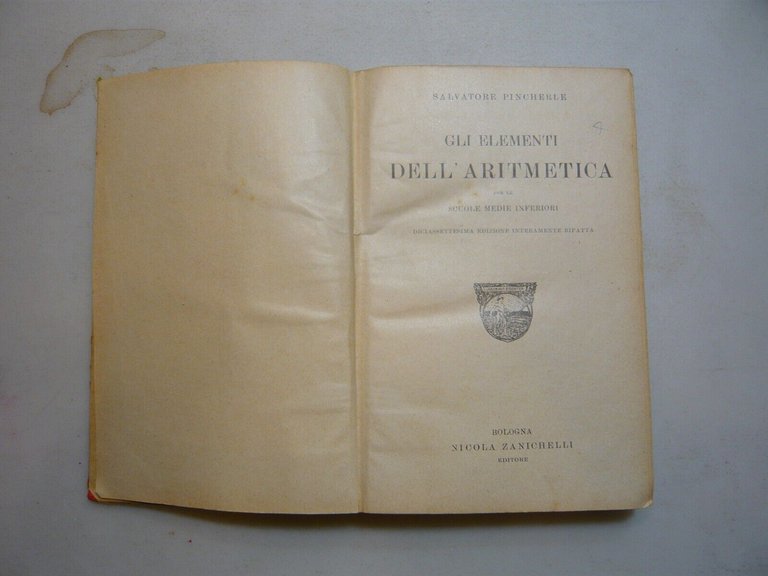 SALVATORE PINCHERLE
GLI ELEMENTI
DELL'ARITMETICA
PER LE
SCUOLE MEDIE INFERIORI
DICIASSETTESIMA EDIZIONE INTERAMENTE RIFATTA
BOLOGNA
NICOLA ZANICHELLI
EDITORE